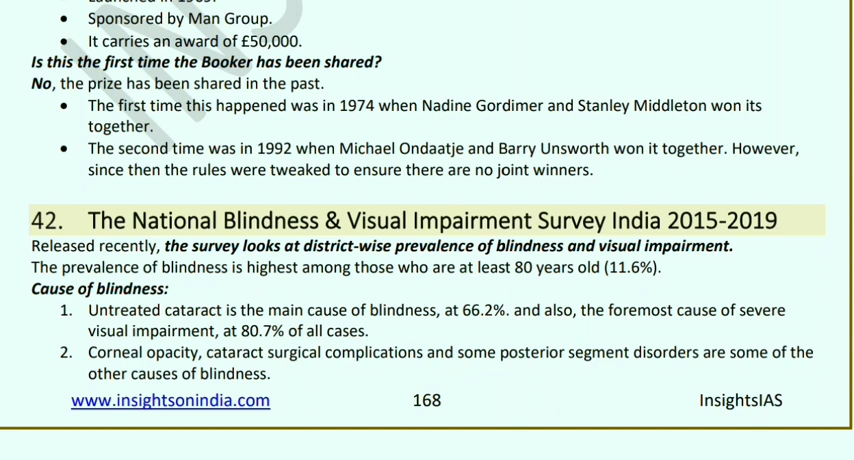 • Sponsored by Man Group.
• It carries an award of £50,000.
Is this the first time the Booker has been shared?
No, the prize has been shared in the past.
• The first time this happened was in 1974 when Nadine Gordimer and Stanley Middleton won its
together.
• The second time was in 1992 when Michael Ondaatje and Barry Unsworth won it together. However,
since then the rules were tweaked to ensure there are no joint winners.
42. The National Blindness & Visual Impairment Survey India 2015-2019
Released recently, the survey looks at district-wise prevalence of blindness and visual impairment.
The prevalence of blindness is highest among those who are at least 80 years old (11.6%).
Cause of blindness:
1. Untreated cataract is the main cause of blindness, at 66.2%. and also, the foremost cause of severe
visual impairment, at 80.7% of all cases.
2. Corneal opacity, cataract surgical complications and some posterior segment disorders are some of the
other causes of blindness.
www.insightsonindia.com 168 InsightsIAS